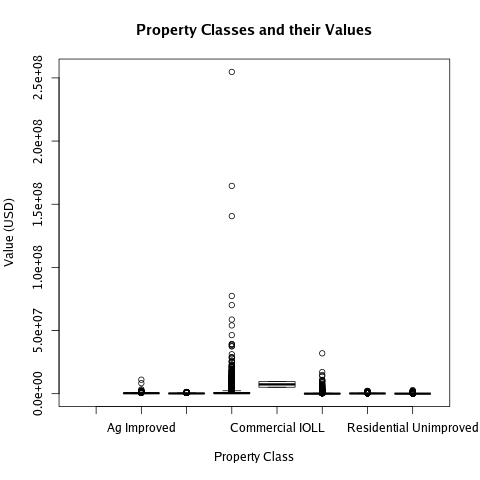 Property Classes and their Values
Value (USD)
2.5e+08
2.0e+08
1.5e+08
1.0e+08
5.0e+07
0.0e+00
Ag Improved Commercial IOLL Residential Unimproved
Property Class